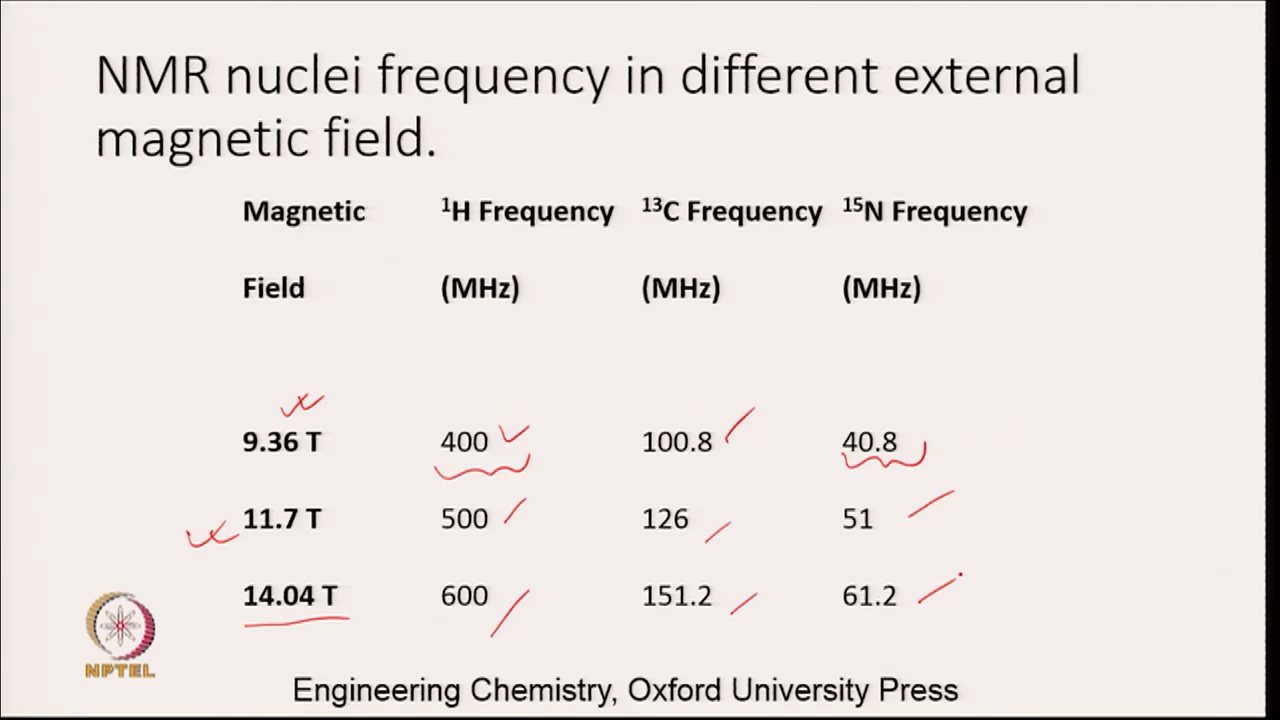 NMR nuclei frequency in different external
magnetic field.
Magnetic ¹H Frequency ¹³C Frequency ¹⁵N Frequency
Field (MHz) (MHz) (MHz)
9.36 T 400 100.8 40.8
11.7 T 500 126 51
14.04 T 600 151.2 61.2
NPTEL
Engineering Chemistry, Oxford University Press